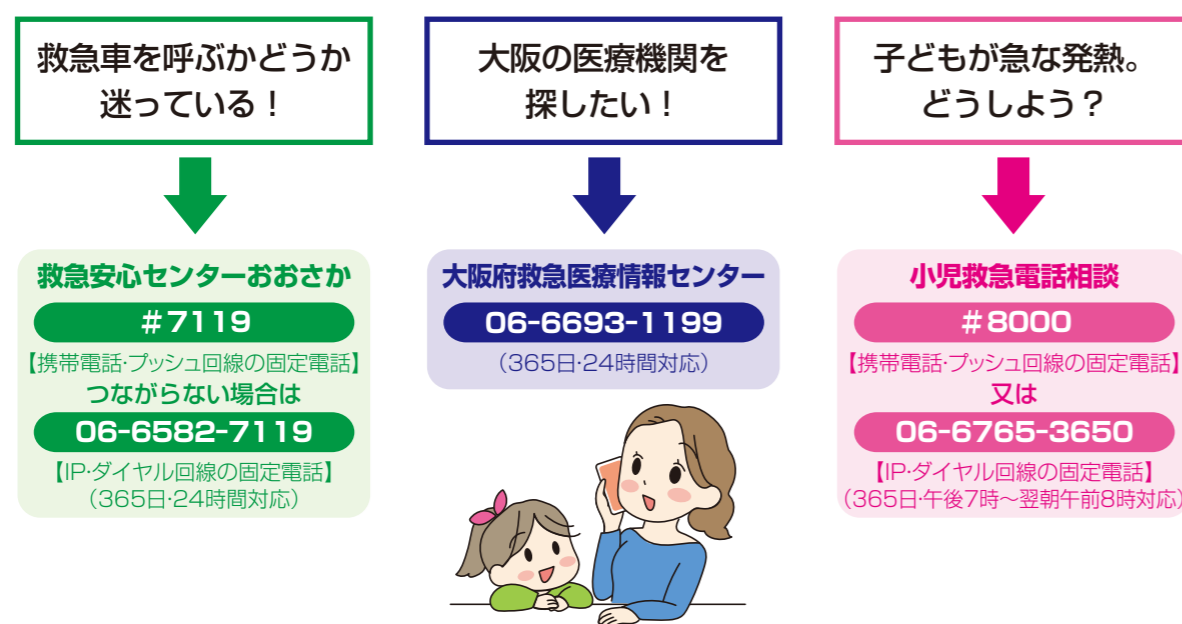 救急車を呼ぶかどうか
迷っている！
救急安心センターおおさか
#7119
【携帯電話・プッシュ回線の固定電話】
つながらない場合は
06-6582-7119
【IP・ダイヤル回線の固定電話】
（365日・24時間対応）
大阪の医療機関を
探したい！
大阪府救急医療情報センター
06-6693-1199
（365日・24時間対応）
子どもが急な発熱。
どうしよう？
小児救急電話相談
#8000
【携帯電話・プッシュ回線の固定電話】
又は
06-6765-3650
【IP・ダイヤル回線の固定電話】
（365日・午後7時～翌朝午前8時対応）